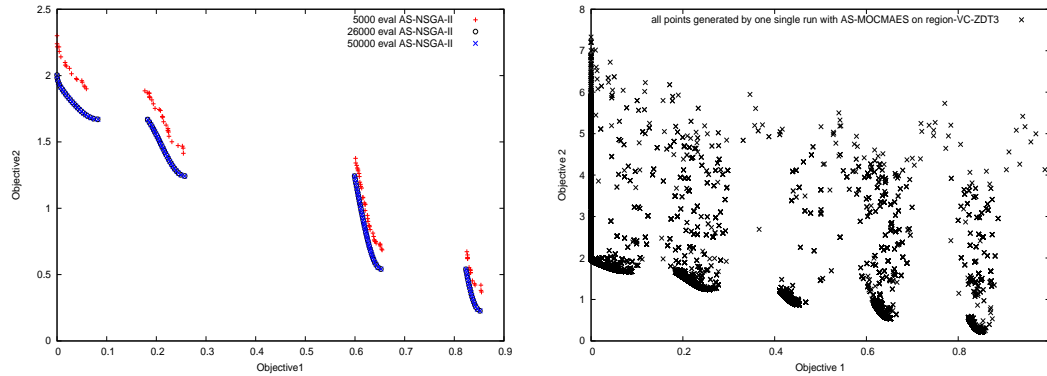 2.5
2
1.5
1
0.5
0
0 0.1 0.2 0.3 0.4 0.5 0.6 0.7 0.8 0.9
Objective2
Objective1
5000 eval AS-NSGA-II
26000 eval AS-NSGA-II
50000 eval AS-NSGA-II
8
7
6
5
4
3
2
1
0
0 0.2 0.4 0.6 0.8
Objective 2
Objective 1
all points generated by one single run with AS-MOCMAES on region-VC-ZDT3